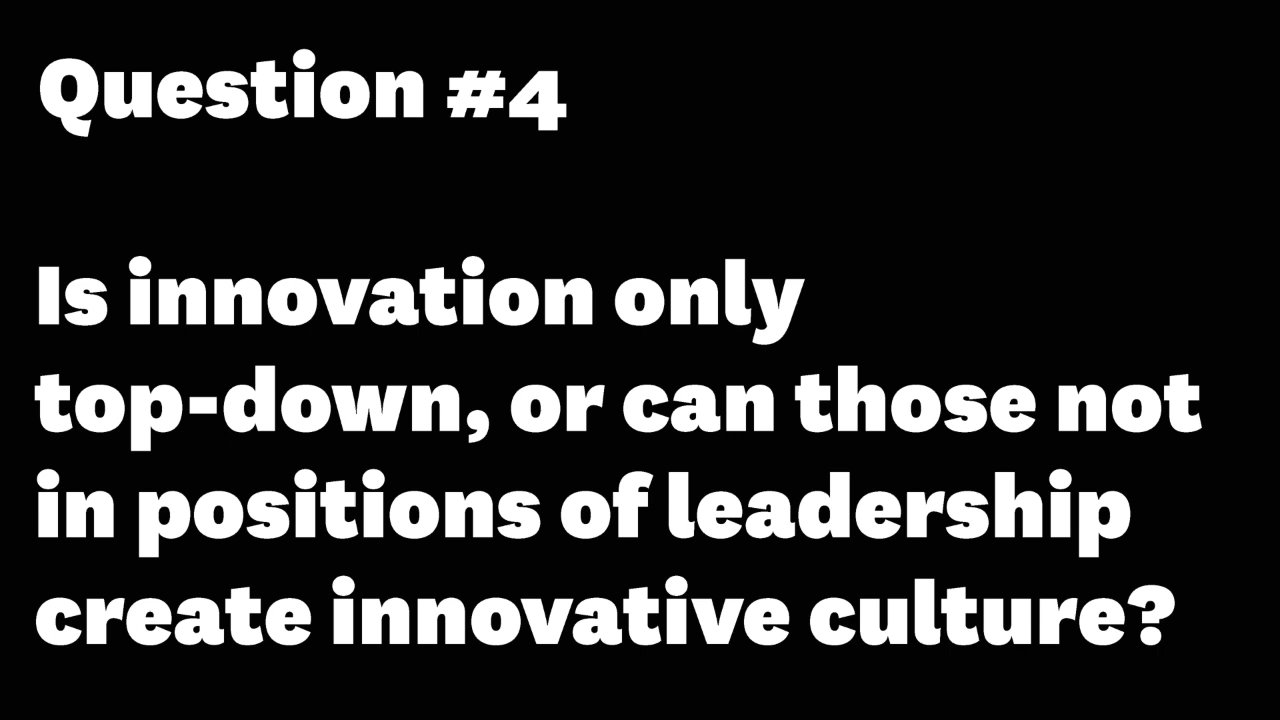 Question #4
Is innovation only
top-down, or can those not
in positions of leadership
create innovative culture?